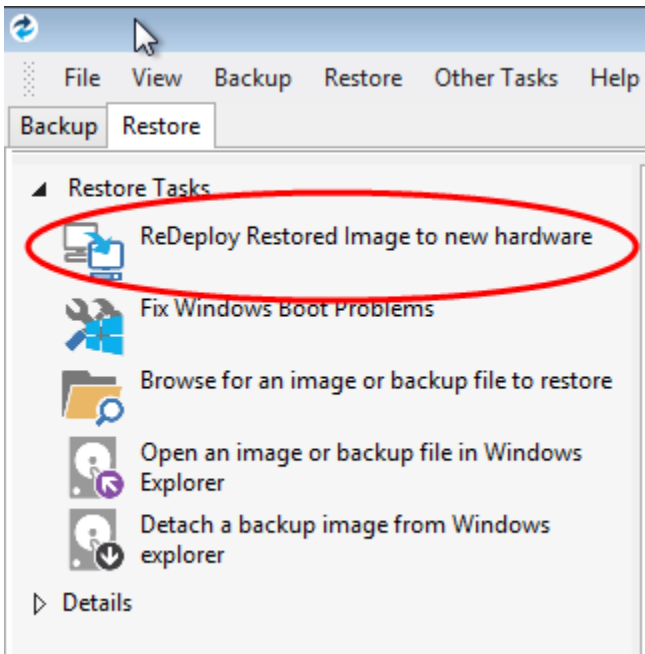 File View Backup Restore Other Tasks Help
Backup Restore
Restore Tasks
ReDeploy Restored Image to new hardware
Fix Windows Boot Problems
Browse for an image or backup file to restore
Open an image or backup file in Windows
Explorer
Detach a backup image from Windows
explorer
Details